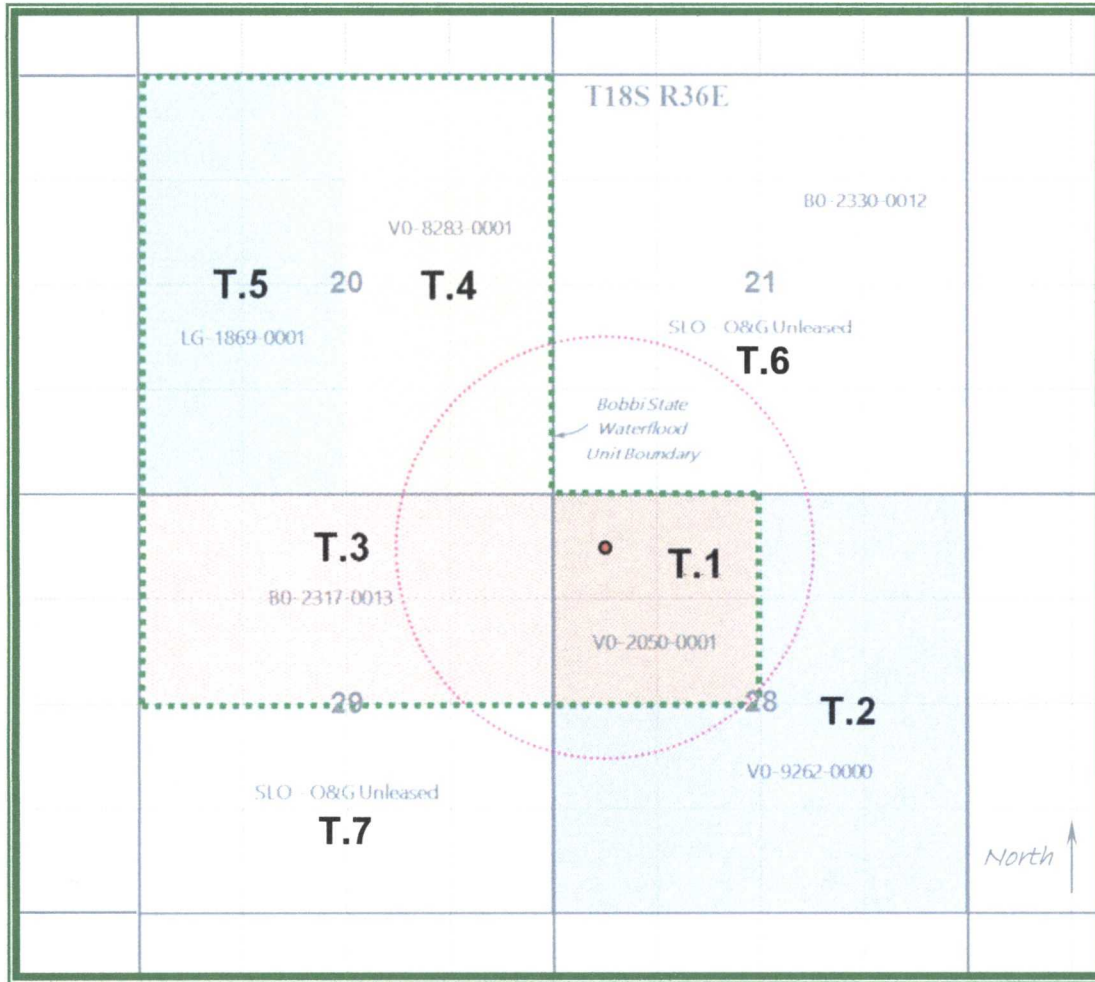 T18S R36E
B0-2330-0012
V0-8283-0001
T.5
20
T.4
21
LG-1869-0001
SLO O&G Unleased
T.6
Bobbi State
Waterflood
Unit Boundary
T.3
T.1
B0-2317-0013
V0-2050-0001
29
28
T.2
V0-9262-0000
SLO O&G Unleased
T.7
North